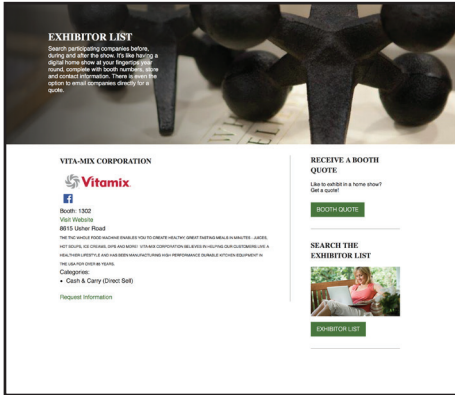 EXHIBITOR LIST
Search participating companies before,
during and after the show. It's like having a
digital home show at your fingertips year
round, complete with booth numbers, store
and contact information. There is even the
option to email companies directly for a
quote.
VITA-MIX CORPORATION
Vitamix
Booth: 1302
Visit Website
8615 Usher Road
THE TNC WHOLE FOOD MACHINE ENABLES YOU TO CREATE HEALTHY, GREAT TASTING MEALS IN MINUTES - JUICES,
HOT SOUPS, ICE CREAMS, DIPS AND MORE! VITA-MIX CORPORATION BELIEVES IN HELPING OUR CUSTOMERS LIVE A
HEALTHIER LIFESTYLE AND HAS BEEN MANUFACTURING HIGH PERFORMANCE DURABLE KITCHEN EQUIPMENT IN
THE USA FOR OVER YEARS.
Categories:
• Cash & Carry (Direct Sell)
Request Information
RECEIVE A BOOTH
QUOTE
Like to exhibit in a home show?
Get a quote!
BOOTH QUOTE
SEARCH THE
EXHIBITOR LIST
EXHIBITOR LIST